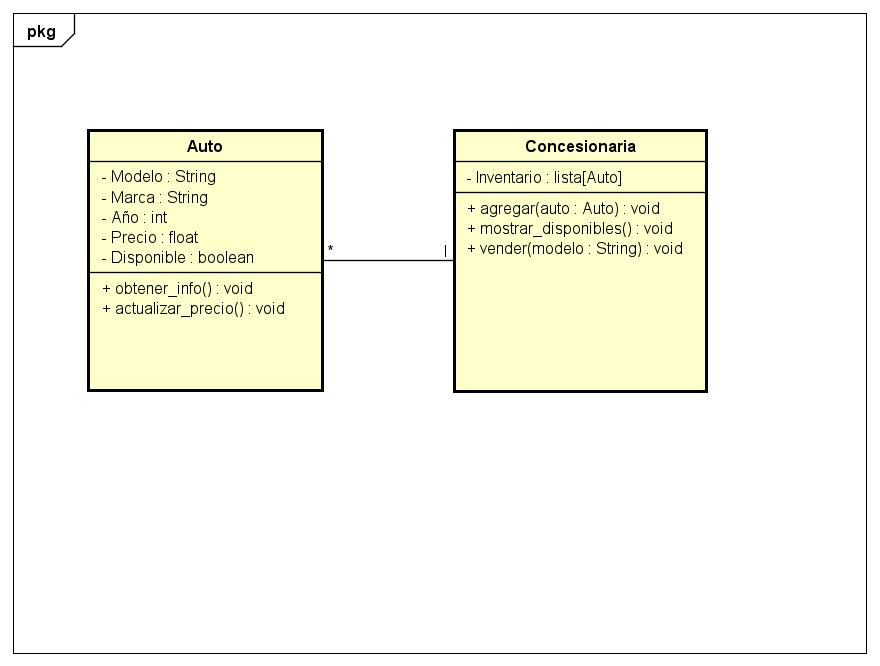 pkg
Auto
- Modelo : String
- Marca : String
- Año : int
- Precio : float
- Disponible : boolean
+ obtener_info() : void
+ actualizar_precio() : void
*
l
Concesionaria
- Inventario : lista[Auto]
+ agregar(auto : Auto) : void
+ mostrar_disponibles() : void
+ vender(modelo : String) : void